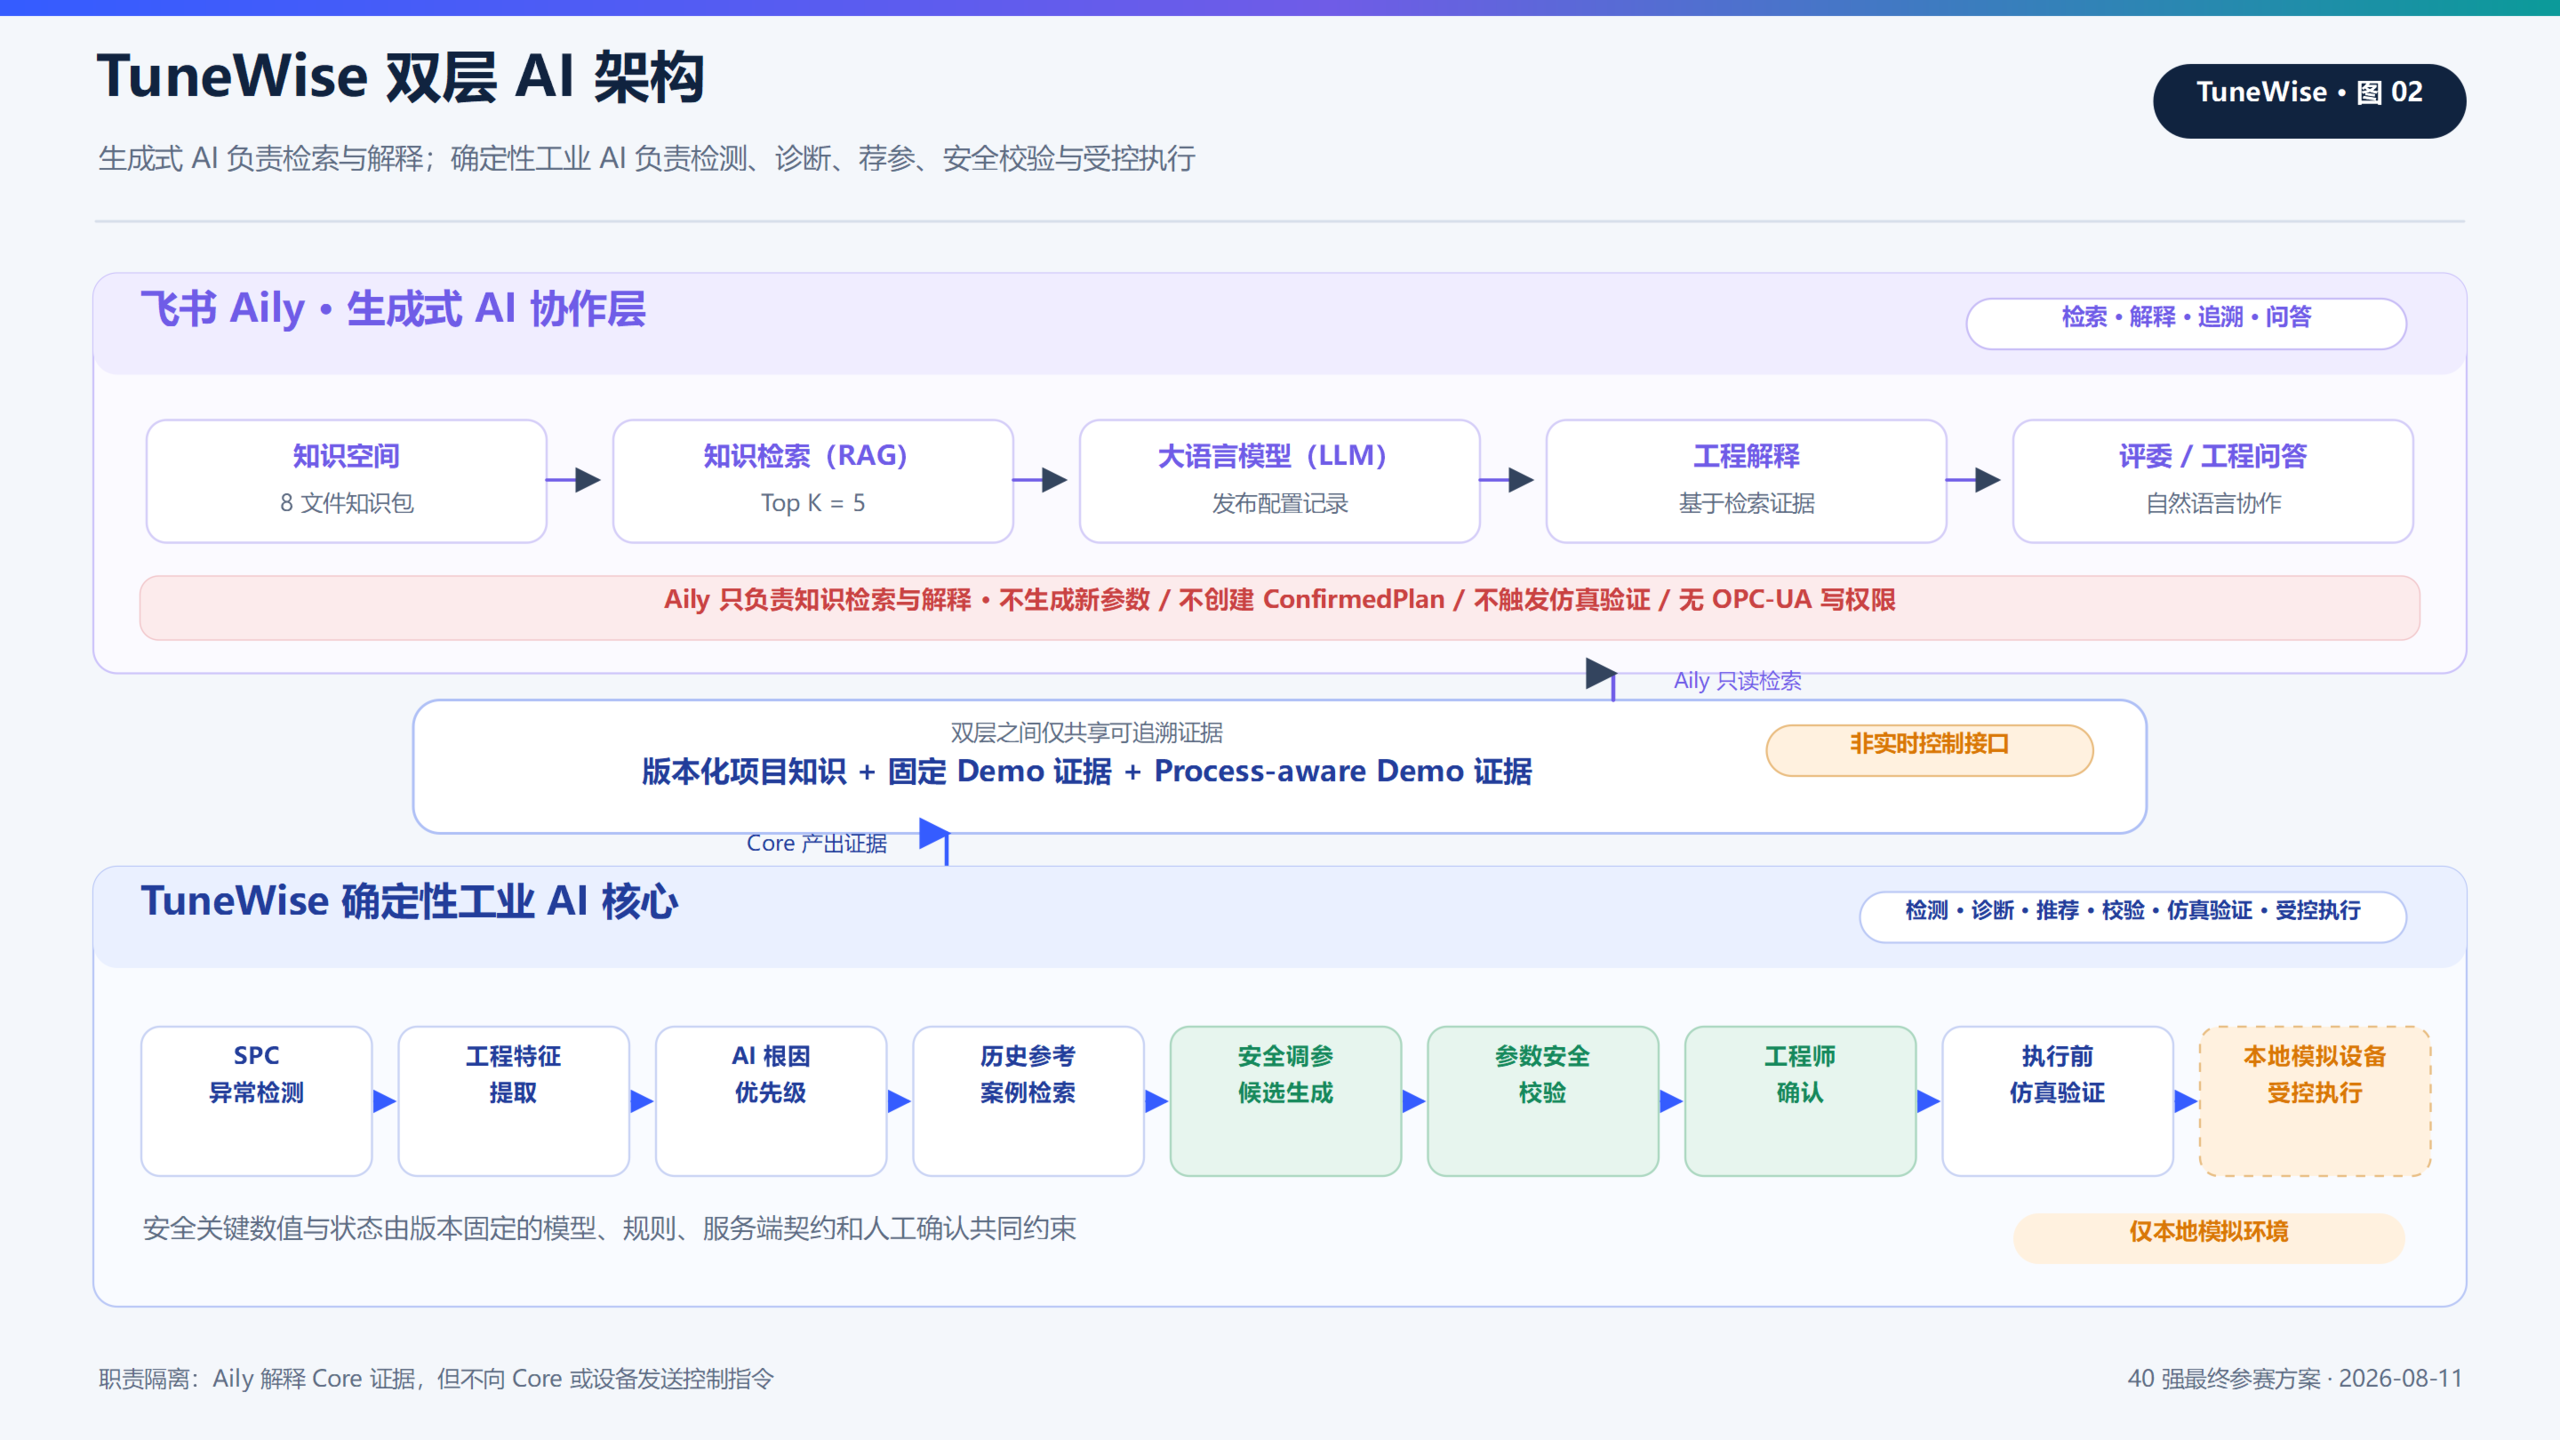 TuneWise 双层 AI 架构
TuneWise • 图 02
生成式 AI 负责检索与解释；确定性工业 AI 负责检测、诊断、荐参、安全校验与受控执行
飞书 Aily • 生成式 AI 协作层
检索 • 解释 • 追溯 • 问答
知识空间
8 文件知识包
知识检索（RAG）
Top K = 5
大语言模型（LLM）
发布配置记录
工程解释
基于检索证据
评委 / 工程问答
自然语言协作
Aily 只负责知识检索与解释 • 不生成新参数 / 不创建 ConfirmedPlan / 不触发仿真验证 / 无 OPC-UA 写权限
Aily 只读检索
双层之间仅共享可追溯证据
版本化项目知识 + 固定 Demo 证据 + Process-aware Demo 证据
非实时控制接口
Core 产出证据
TuneWise 确定性工业 AI 核心
检测 • 诊断 • 推荐 • 校验 • 仿真验证 • 受控执行
SPC
异常检测
工程特征
提取
AI 根因
优先级
历史参考
案例检索
安全调参
候选生成
参数安全
校验
工程师
确认
执行前
仿真验证
本地模拟设备
受控执行
安全关键数值与状态由版本固定的模型、规则、服务端契约和人工确认共同约束
仅本地模拟环境
职责隔离：Aily 解释 Core 证据，但不向 Core 或设备发送控制指令
40 强最终参赛方案 · 2026-08-11